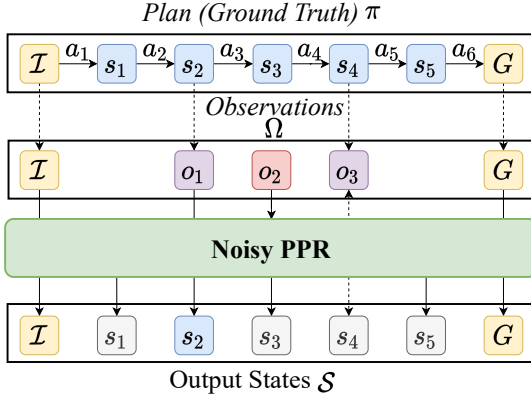 Plan (Ground Truth) π
I a₁ s₁ a₂ s₂ a₃ s₃ a₄ s₄ a₅ s₅ a₆ G
Observations
Ω
I o₁ o₂ o₃ G
Noisy PPR
I s₁ s₂ s₃ s₄ s₅ G
Output States S